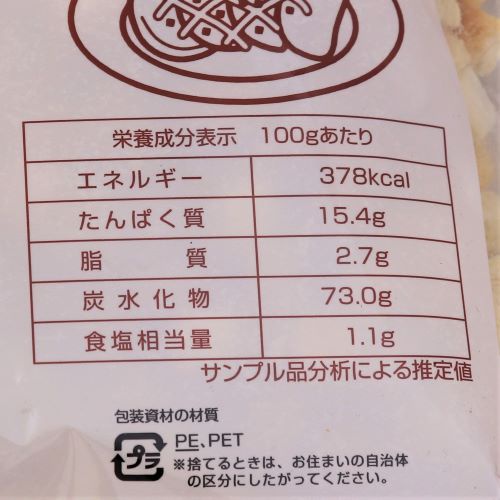 栄養成分表示 100gあたり
エネルギー 378kcal
たんぱく質 15.4g
脂質 2.7g
炭水化物 73.0g
食塩相当量 1.1g
サンプル品分析による推定値
包装資材の材質
プラ PE、PET
※捨てるときは、お住まいの自治体
の区分にしたがってください。